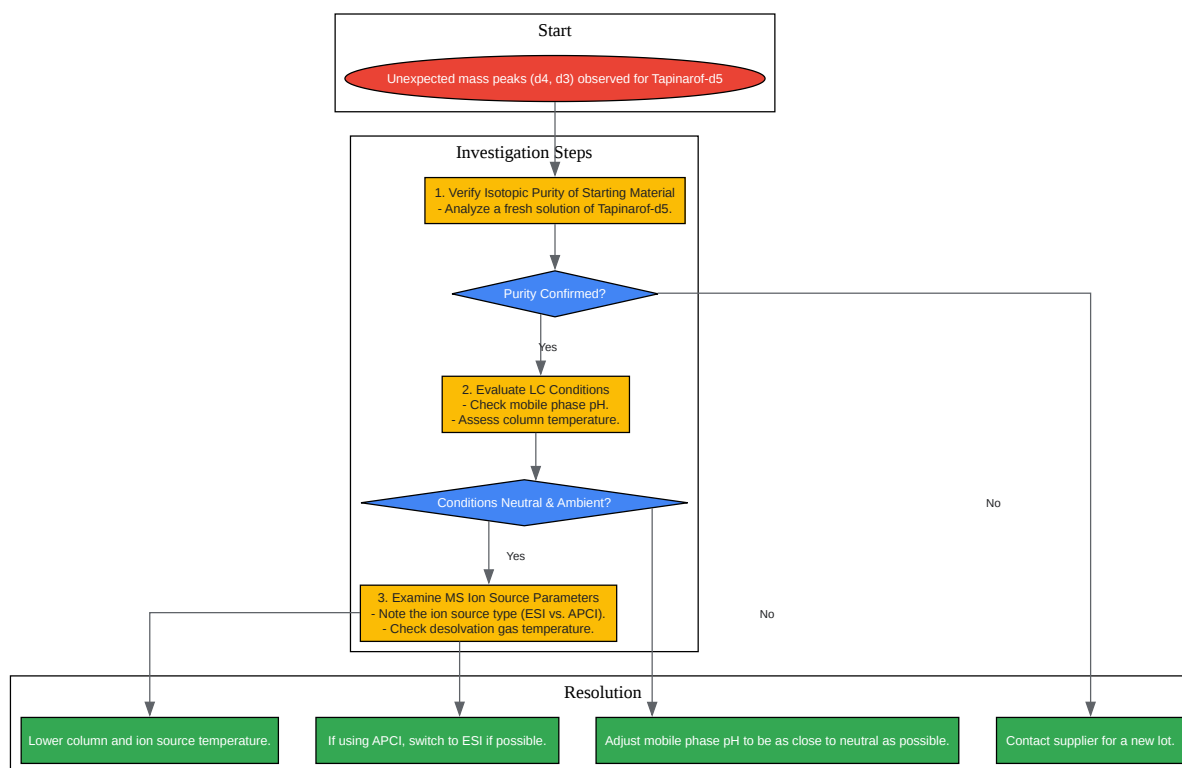 Start
Unexpected mass peaks (d4, d3) observed for Tapinarof-d5
Investigation Steps
1. Verify Isotopic Purity of Starting Material
- Analyze a fresh solution of Tapinarof-d5.
Purity Confirmed?
Yes
2. Evaluate LC Conditions
- Check mobile phase pH.
- Assess column temperature.
Conditions Neutral & Ambient?
No
Yes
3. Examine MS Ion Source Parameters
- Note the ion source type (ESI vs. APCI).
- Check desolvation gas temperature.
No
Resolution
Lower column and ion source temperature.
If using APCI, switch to ESI if possible.
Adjust mobile phase pH to be as close to neutral as possible.
Contact supplier for a new lot.